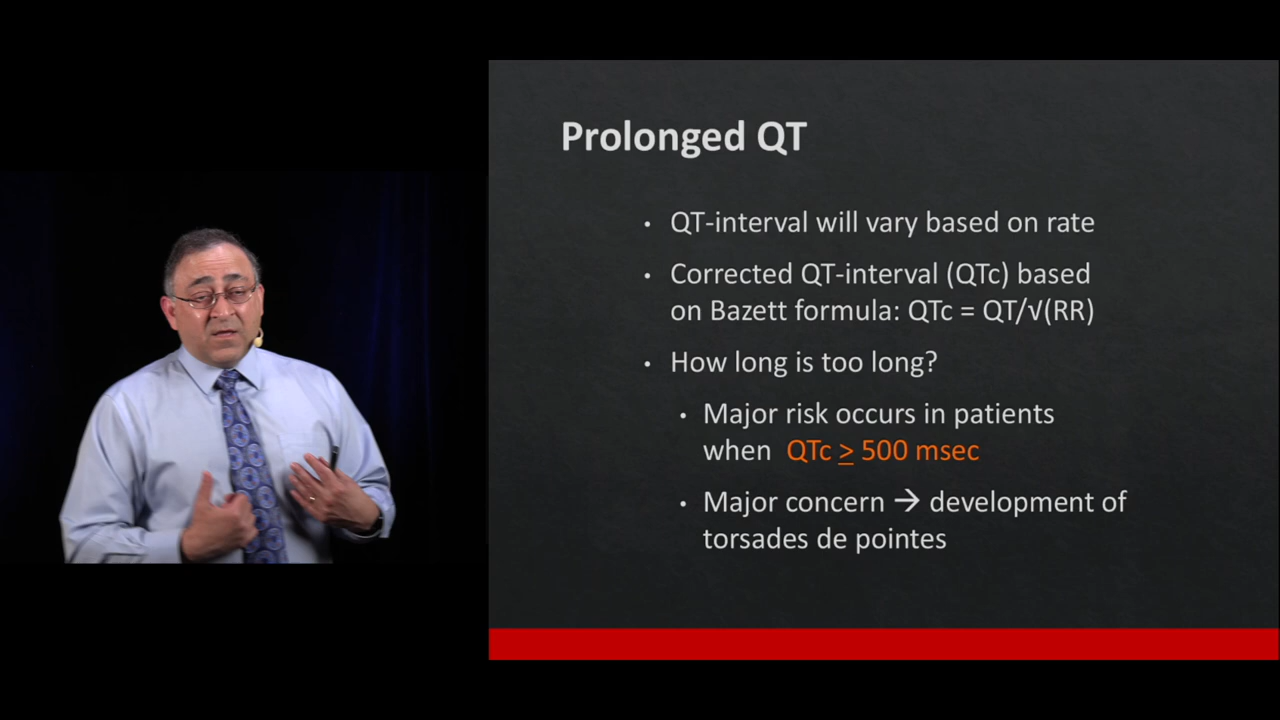 Prolonged QT
• QT-interval will vary based on rate
• Corrected QT-interval (QTc) based
on Bazett formula: QTc = QT/√(RR)
• How long is too long?
• Major risk occurs in patients
when QTc ≥ 500 msec
• Major concern → development of
torsades de pointes